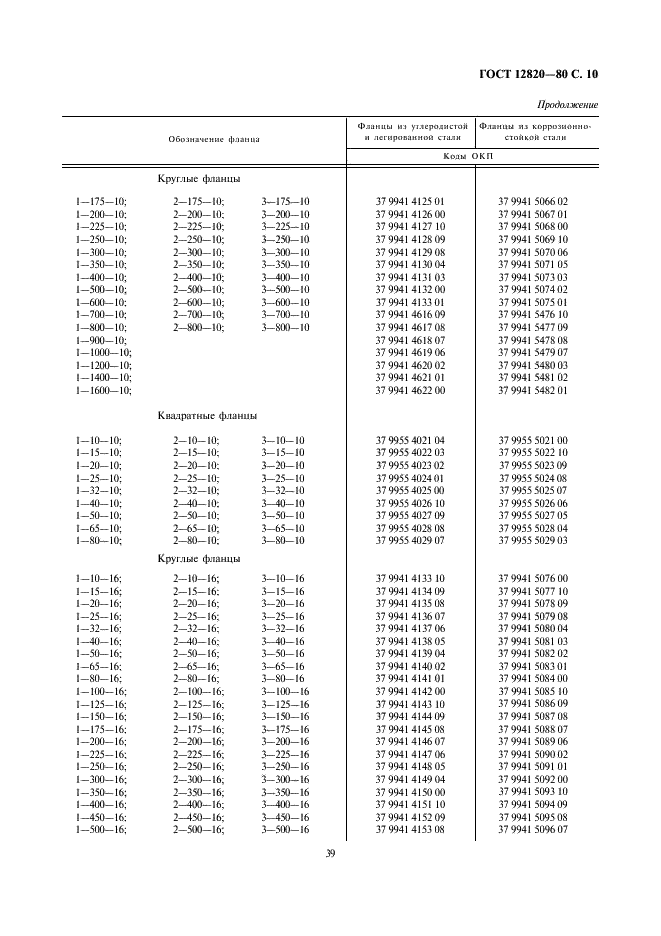 ГОСТ 12820—80 С. 10
Продолжение
Обозначение фланца
Фланцы из углеродистой и легированной стали
Фланцы из коррозионно-стойкой стали
Коды ОКП
Круглые фланцы
1—175—10; 2—175—10; 3—175—10 37 9941 4125 01 37 9941 5066 02
1—200—10; 2—200—10; 3—200—10 37 9941 4126 00 37 9941 5067 01
1—225—10; 2—225—10; 3—225—10 37 9941 4127 10 37 9941 5068 00
1—250—10; 2—250—10; 3—250—10 37 9941 4128 09 37 9941 5069 10
1—300—10; 2—300—10; 3—300—10 37 9941 4129 08 37 9941 5070 06
1—350—10; 2—350—10; 3—350—10 37 9941 4130 04 37 9941 5071 05
1—400—10; 2—400—10; 3—400—10 37 9941 4131 03 37 9941 5073 03
1—500—10; 2—500—10; 3—500—10 37 9941 4132 00 37 9941 5074 02
1—600—10; 2—600—10; 3—600—10 37 9941 4133 01 37 9941 5075 01
1—700—10; 2—700—10; 3—700—10 37 9941 4616 09 37 9941 5476 10
1—800—10; 2—800—10; 3—800—10 37 9941 4617 08 37 9941 5477 09
1—900—10; 37 9941 4618 07 37 9941 5478 08
1—1000—10; 37 9941 4619 06 37 9941 5479 07
1—1200—10; 37 9941 4620 02 37 9941 5480 03
1—1400—10; 37 9941 4621 01 37 9941 5481 02
1—1600—10; 37 9941 4622 00 37 9941 5482 01
Квадратные фланцы
1—10—10; 2—10—10; 3—10—10 37 9955 4021 04 37 9955 5021 00
1—15—10; 2—15—10; 3—15—10 37 9955 4022 03 37 9955 5022 10
1—20—10; 2—20—10; 3—20—10 37 9955 4023 02 37 9955 5023 09
1—25—10; 2—25—10; 3—25—10 37 9955 4024 01 37 9955 5024 08
1—32—10; 2—32—10; 3—32—10 37 9955 4025 00 37 9955 5025 07
1—40—10; 2—40—10; 3—40—10 37 9955 4026 10 37 9955 5026 06
1—50—10; 2—50—10; 3—50—10 37 9955 4027 09 37 9955 5027 05
1—65—10; 2—65—10; 3—65—10 37 9955 4028 08 37 9955 5028 04
1—80—10; 2—80—10; 3—80—10 37 9955 4029 07 37 9955 5029 03
Круглые фланцы
1—10—16; 2—10—16; 3—10—16 37 9941 4133 10 37 9941 5076 00
1—15—16; 2—15—16; 3—15—16 37 9941 4134 09 37 9941 5077 10
1—20—16; 2—20—16; 3—20—16 37 9941 4135 08 37 9941 5078 09
1—25—16; 2—25—16; 3—25—16 37 9941 4136 07 37 9941 5079 08
1—32—16; 2—32—16; 3—32—16 37 9941 4137 06 37 9941 5080 04
1—40—16; 2—40—16; 3—40—16 37 9941 4138 05 37 9941 5081 03
1—50—16; 2—50—16; 3—50—16 37 9941 4139 04 37 9941 5082 02
1—65—16; 2—65—16; 3—65—16 37 9941 4140 02 37 9941 5083 01
1—80—16; 2—80—16; 3—80—16 37 9941 4141 01 37 9941 5084 00
1—100—16; 2—100—16; 3—100—16 37 9941 4142 00 37 9941 5085 10
1—125—16; 2—125—16; 3—125—16 37 9941 4143 10 37 9941 5086 09
1—150—16; 2—150—16; 3—150—16 37 9941 4144 09 37 9941 5087 08
1—175—16; 2—175—16; 3—175—16 37 9941 4145 08 37 9941 5088 07
1—200—16; 2—200—16; 3—200—16 37 9941 4146 07 37 9941 5089 06
1—225—16; 2—225—16; 3—225—16 37 9941 4147 06 37 9941 5090 02
1—250—16; 2—250—16; 3—250—16 37 9941 4148 05 37 9941 5091 01
1—300—16; 2—300—16; 3—300—16 37 9941 4149 04 37 9941 5092 00
1—350—16; 2—350—16; 3—350—16 37 9941 4150 00 37 9941 5093 10
1—400—16; 2—400—16; 3—400—16 37 9941 4151 10 37 9941 5094 09
1—450—16; 2—450—16; 3—450—16 37 9941 4152 09 37 9941 5095 08
1—500—16; 2—500—16; 3—500—16 37 9941 4153 08 37 9941 5096 07
39